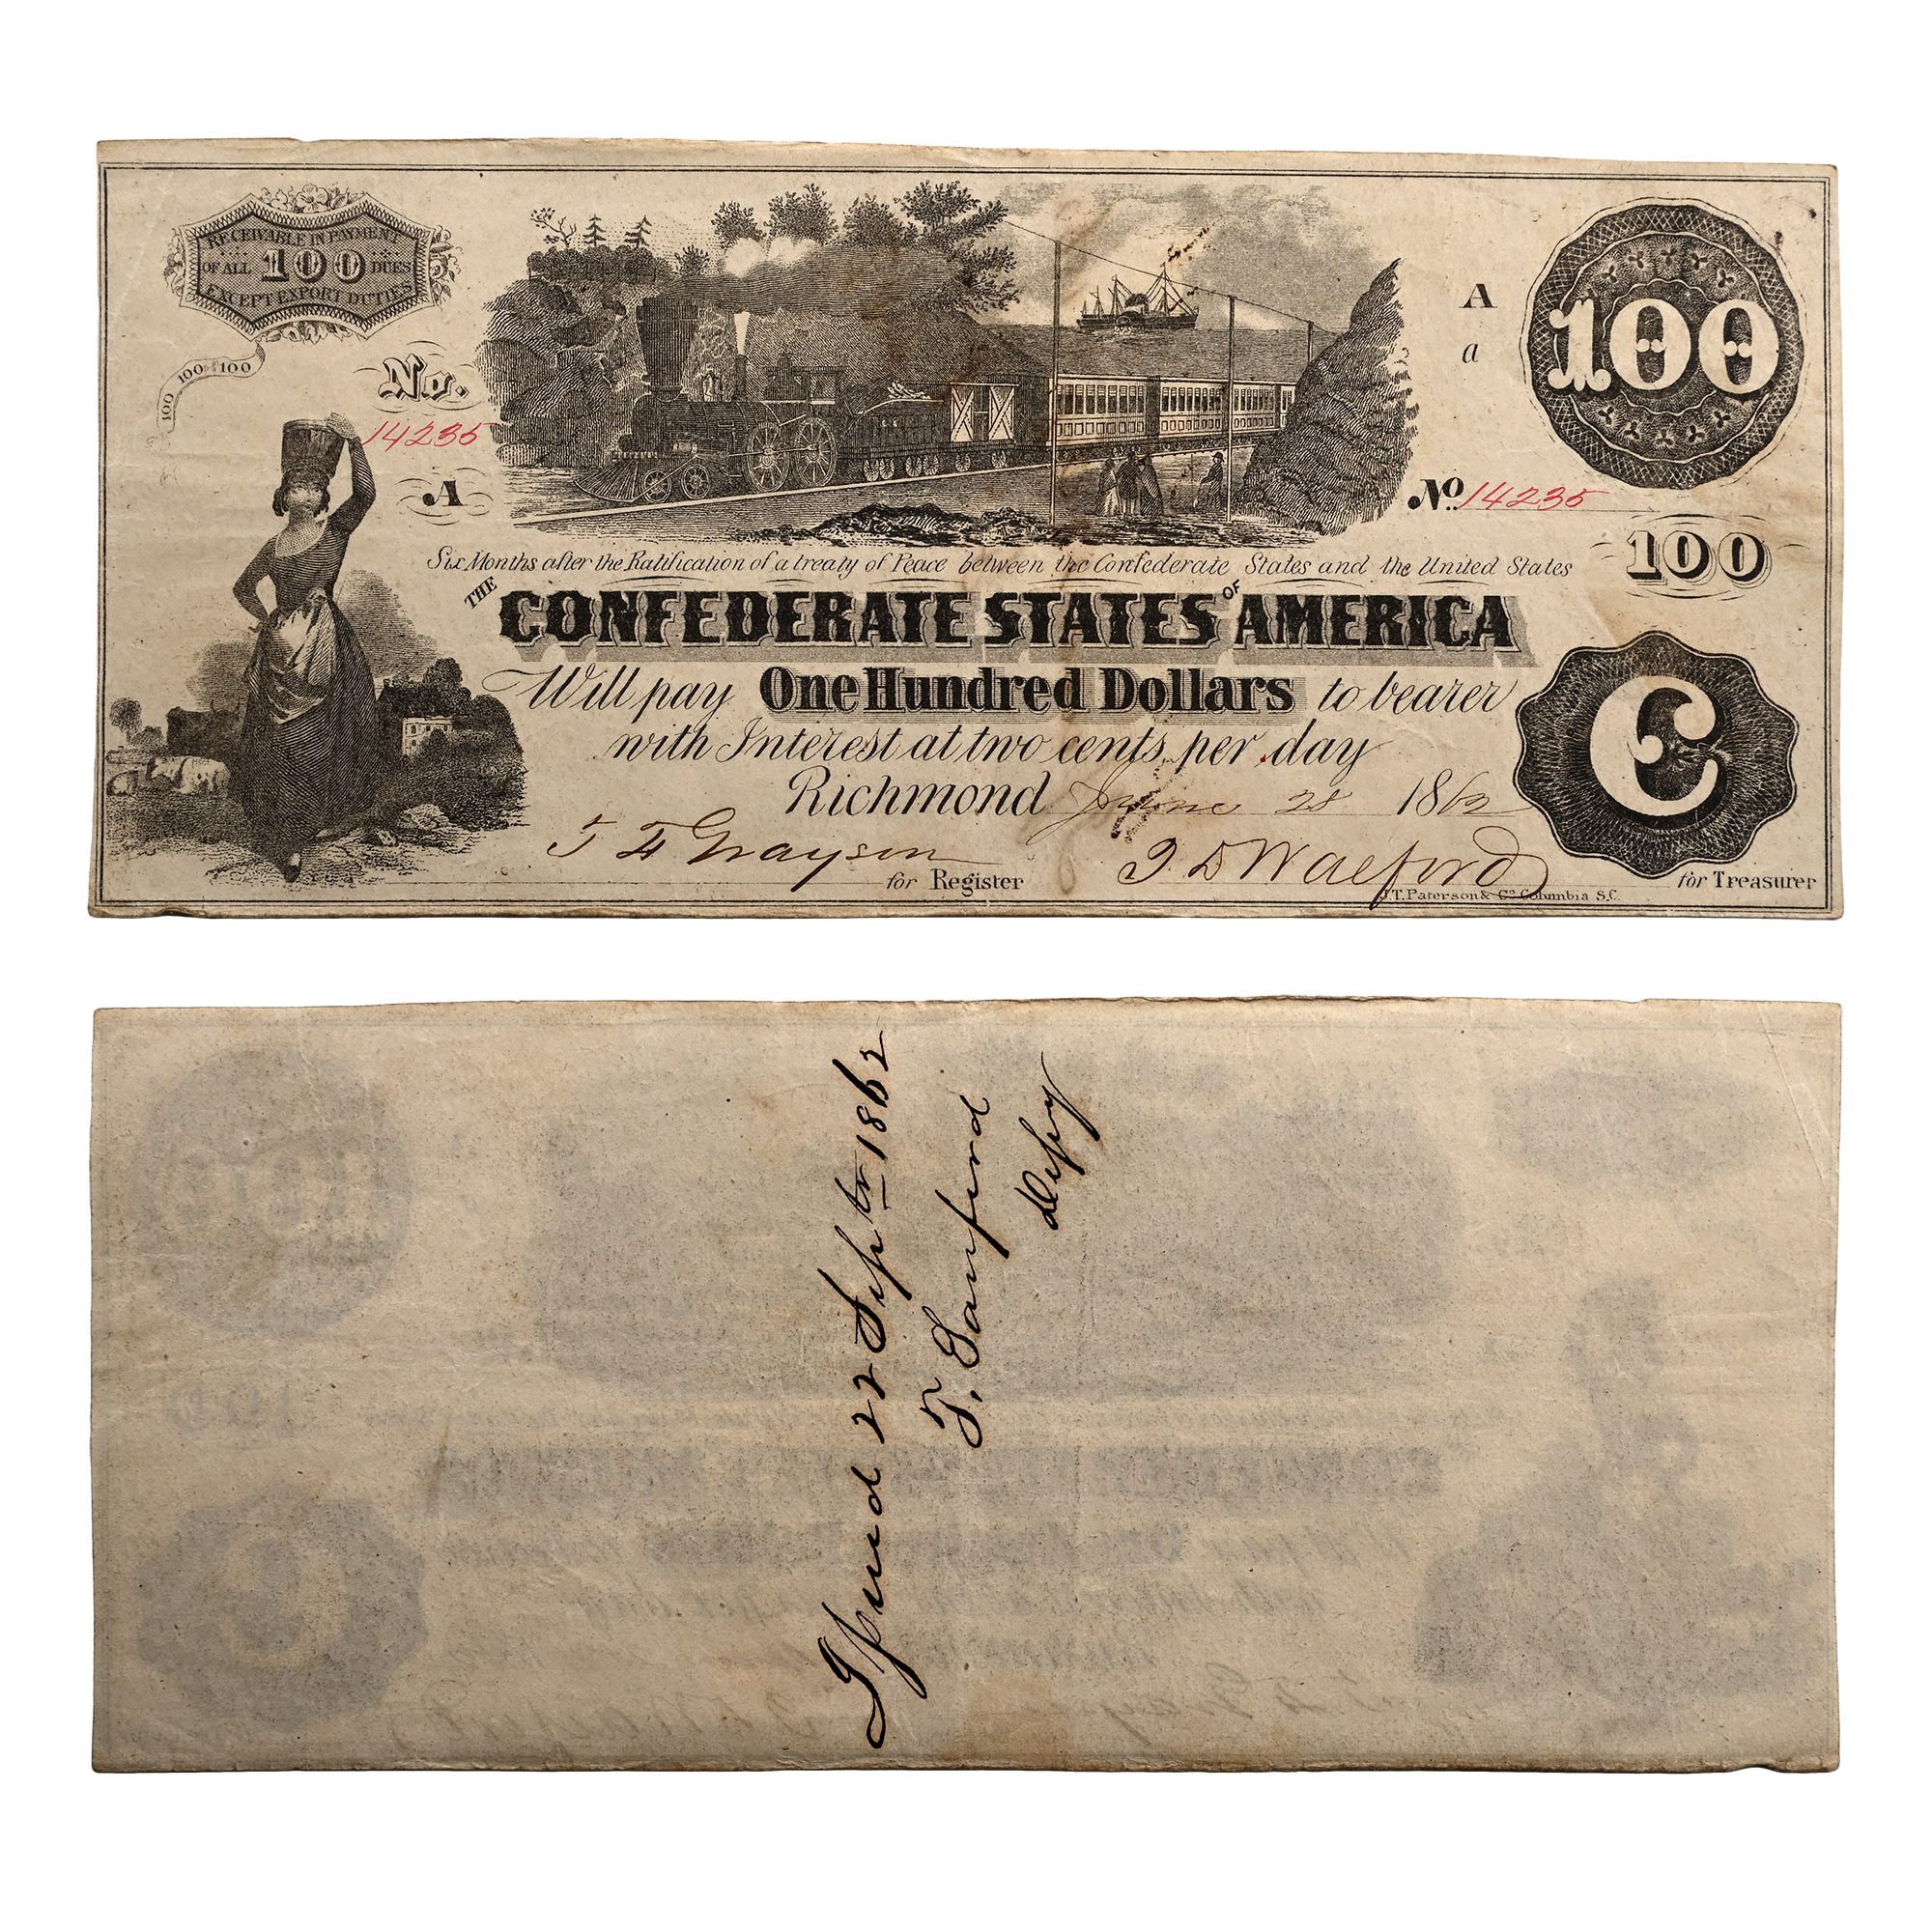 RECEIVABLE IN PAYMENT
OF ALL 100 DUES
EXCEPT EXPORT DUTIES
100 100 100
No.
14235
A
A
a
100
No. 14235
100
Six Months after the Ratification of a treaty of Peace between the Confederate States and the United States
THE CONFEDERATE STATES OF AMERICA
Will pay One Hundred Dollars to bearer
with Interest at two cents per day
Richmond June 28 1862
C
for Register
for Treasurer
J.T. Paterson & Co. Columbia S.C.
Issued 22 Septr 1862
T. Sanford
Depy